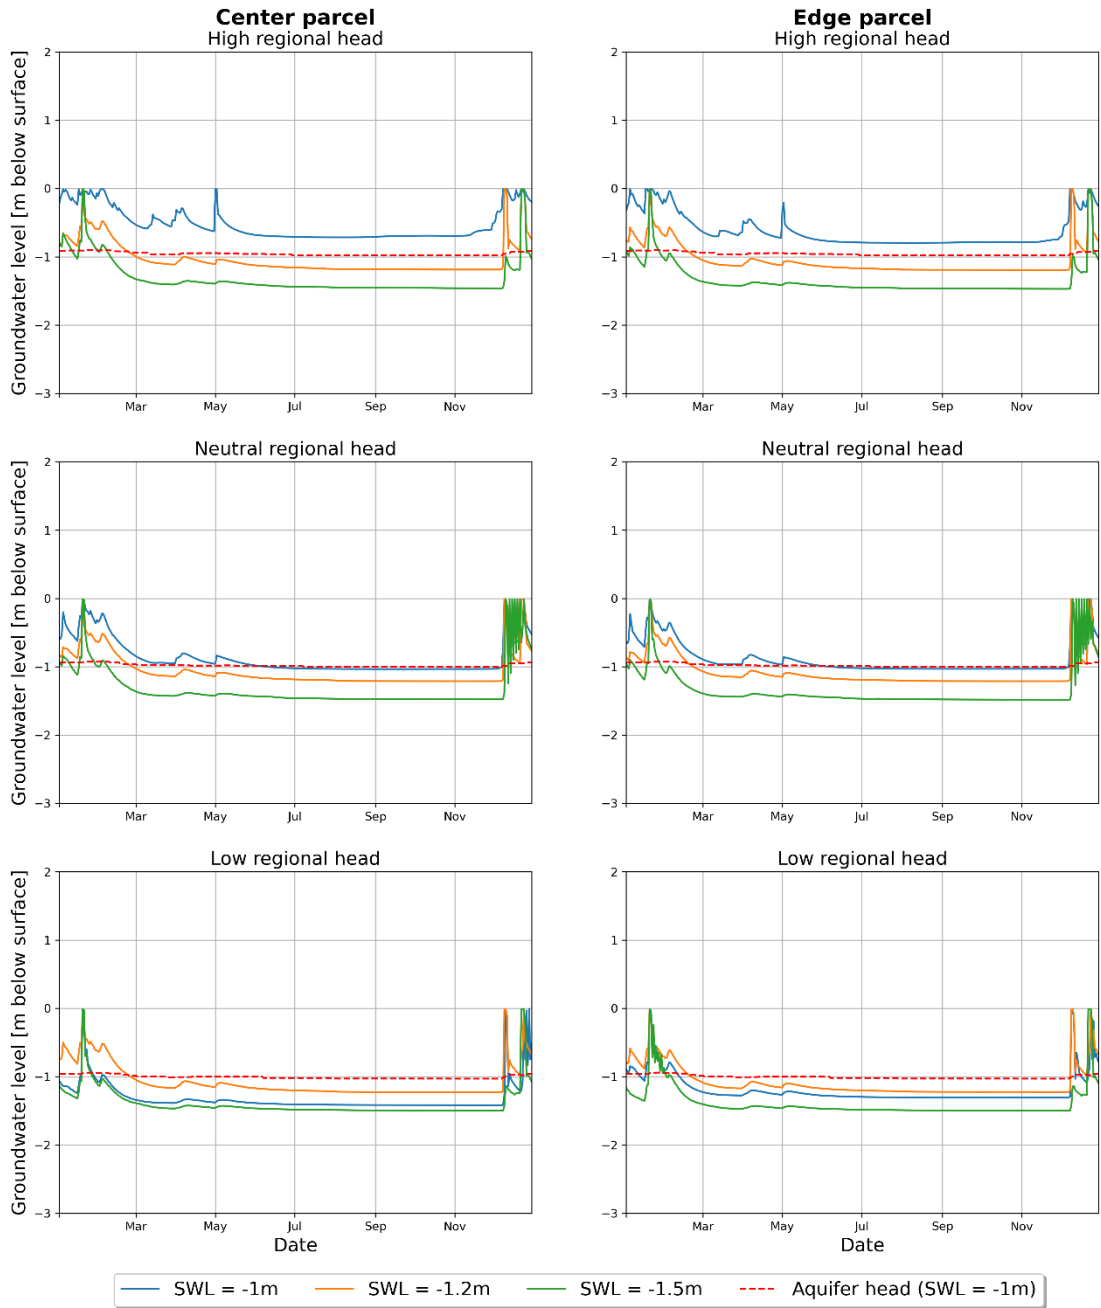 Center parcel
High regional head
Groundwater level [m below surface]
2
1
0
−1
−2
−3
Mar May Jul Sep Nov
Edge parcel
High regional head
2
1
0
−1
−2
−3
Mar May Jul Sep Nov
Neutral regional head
Groundwater level [m below surface]
2
1
0
−1
−2
−3
Mar May Jul Sep Nov
Neutral regional head
2
1
0
−1
−2
−3
Mar May Jul Sep Nov
Low regional head
Groundwater level [m below surface]
2
1
0
−1
−2
−3
Mar May Jul Sep Nov
Date
Low regional head
2
1
0
−1
−2
−3
Mar May Jul Sep Nov
Date
SWL = -1m SWL = -1.2m SWL = -1.5m Aquifer head (SWL = -1m)